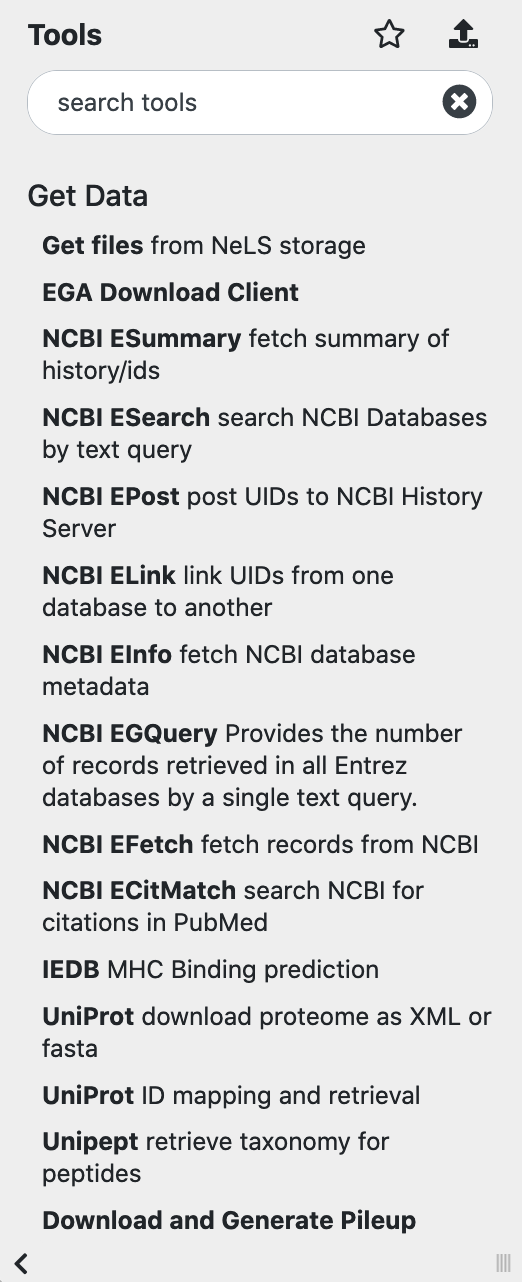 Tools
search tools
Get Data
Get files from NeLS storage
EGA Download Client
NCBI ESummary fetch summary of
history/ids
NCBI ESearch search NCBI Databases
by text query
NCBI EPost post UIDs to NCBI History
Server
NCBI ELink link UIDs from one
database to another
NCBI EInfo fetch NCBI database
metadata
NCBI EGQuery Provides the number
of records retrieved in all Entrez
databases by a single text query.
NCBI EFetch fetch records from NCBI
NCBI ECitMatch search NCBI for
citations in PubMed
IEDB MHC Binding prediction
UniProt download proteome as XML or
fasta
UniProt ID mapping and retrieval
Unipept retrieve taxonomy for
peptides
Download and Generate Pileup